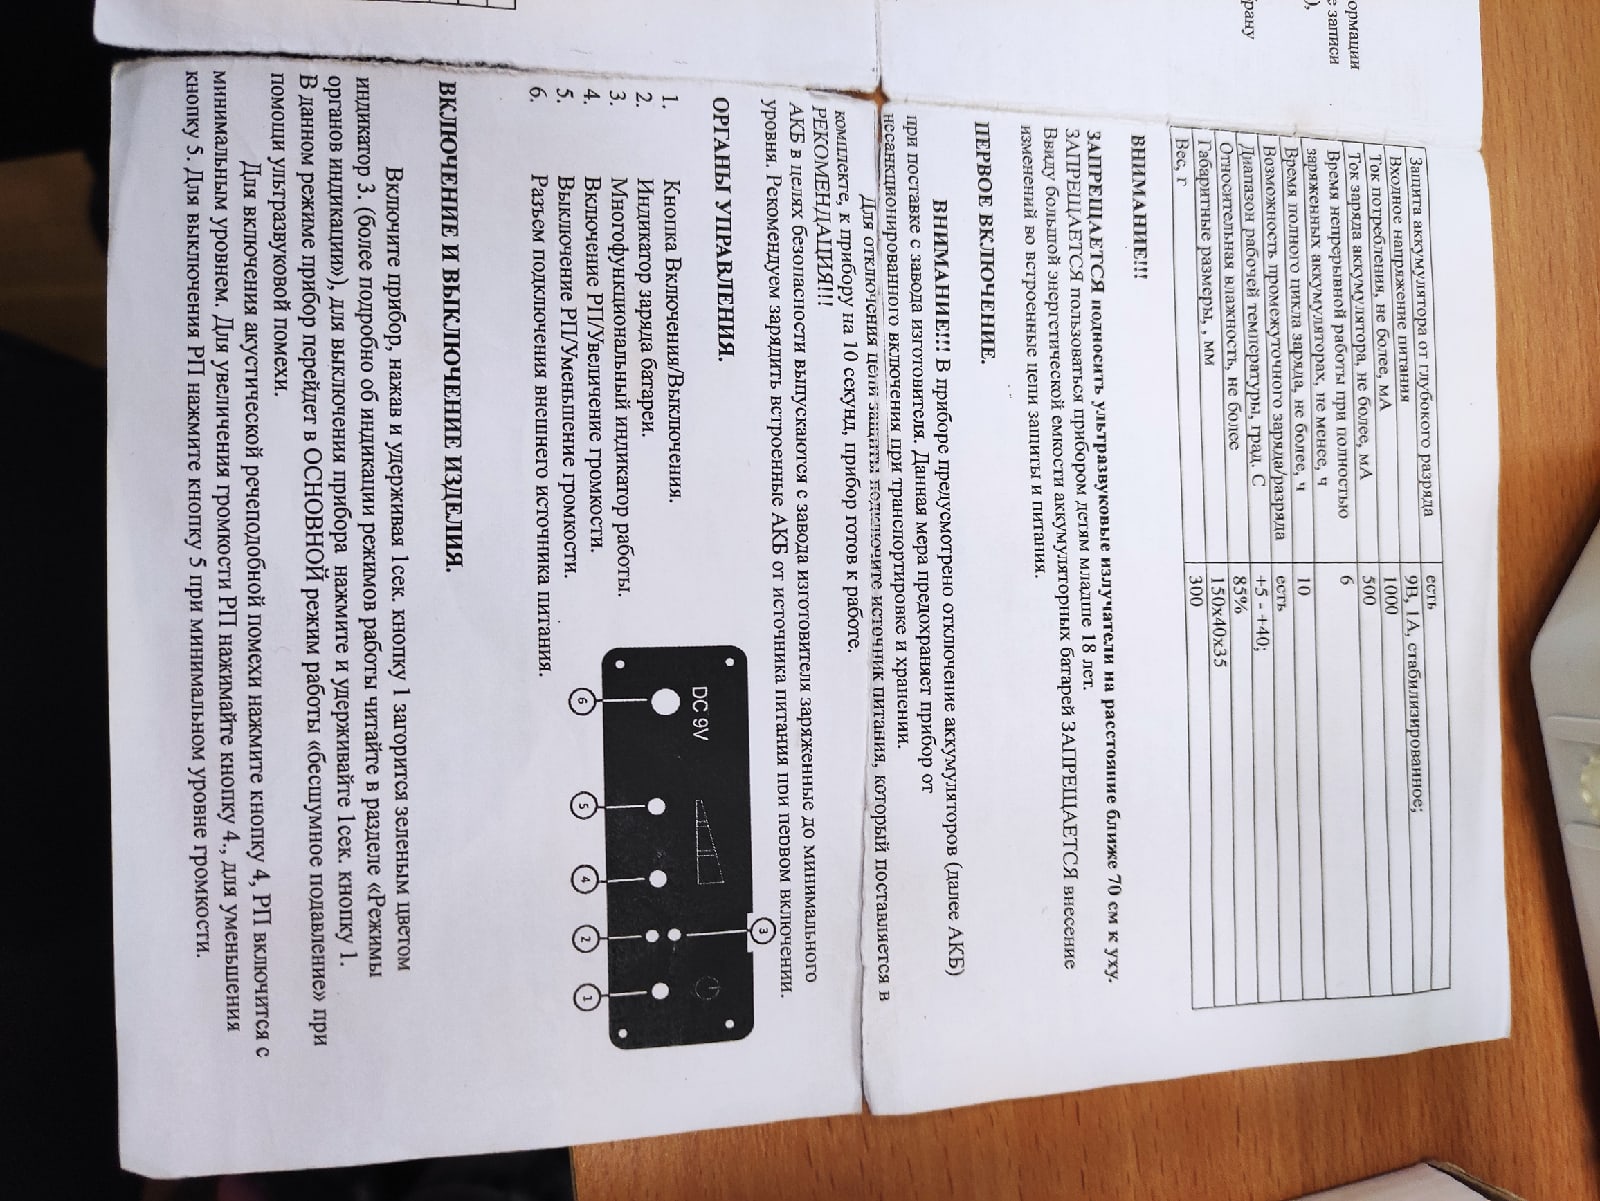 ормации
е записи
),
рану
Защита аккумулятора от глубокого разряда есть
Входное напряжение питания 9В, 1А, стабилизированное;
Ток потребления, не более, мА 1000
Ток заряда аккумулятора, не более, мА 500
Время непрерывной работы при полностью
заряженных аккумуляторах, не менее, ч 6
Время полного цикла заряда, не более, ч 10
Возможность промежуточного заряда/разряда есть
Диапазон рабочей температуры, град. С +5 - +40;
Относительная влажность, не более 85%
Габаритные размеры, , мм 150х40х35
Вес, г 300
ВНИМАНИЕ!!!
ЗАПРЕЩАЕТСЯ подносить ультразвуковые излучатели на расстояние ближе 70 см к уху.
ЗАПРЕЩАЕТСЯ пользоваться прибором детям младше 18 лет.
Ввиду большой энергетической емкости аккумуляторных батарей ЗАПРЕЩАЕТСЯ внесение
изменений во встроенные цепи защиты и питания.
ПЕРВОЕ ВКЛЮЧЕНИЕ.
ВНИМАНИЕ!!! В приборе предусмотрено отключение аккумуляторов (далее АКБ)
при поставке с завода изготовителя. Данная мера предохраняет прибор от
несанкционированного включения при транспортировке и хранении.
Для отключения цепи защиты подключите источник питания, который поставляется в
комплекте, к прибору на 10 секунд, прибор готов к работе.
РЕКОМЕНДАЦИЯ!!!
АКБ в целях безопасности выпускаются с завода изготовителя заряженные до минимального
уровня. Рекомендуем зарядить встроенные АКБ от источника питания при первом включении.
ОРГАНЫ УПРАВЛЕНИЯ.
1. Кнопка Включения/Выключения.
2. Индикатор заряда батареи.
3. Многофункциональный индикатор работы.
4. Включение РП/Увеличение громкости.
5. Выключение РП/Уменьшение громкости.
6. Разъем подключения внешнего источника питания.
3
DC 9V
6 5 4 2 1
ВКЛЮЧЕНИЕ И ВЫКЛЮЧЕНИЕ ИЗДЕЛИЯ.
Включите прибор, нажав и удерживая 1сек. кнопку 1 загорится зеленым цветом
индикатор 3. (более подробно об индикации режимов работы читайте в разделе «Режимы
органов индикации»), для выключения прибора нажмите и удерживайте 1сек. кнопку 1.
В данном режиме прибор перейдет в ОСНОВНОЙ режим работы «бесшумное подавление» при
помощи ультразвуковой помехи.
Для включения акустической речеподобной помехи нажмите кнопку 4, РП включится с
минимальным уровнем. Для увеличения громкости РП нажимайте кнопку 4., для уменьшения
кнопку 5. Для выключения РП нажмите кнопку 5 при минимальном уровне громкости.